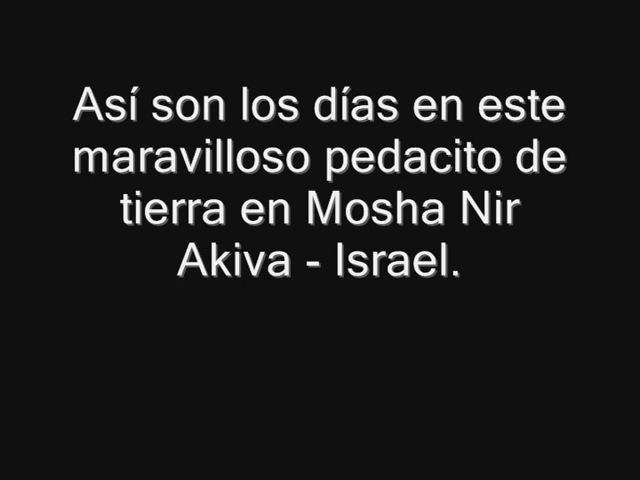 Así son los días en este
maravilloso pedacito de
tierra en Mosha Nir
Akiva - Israel.